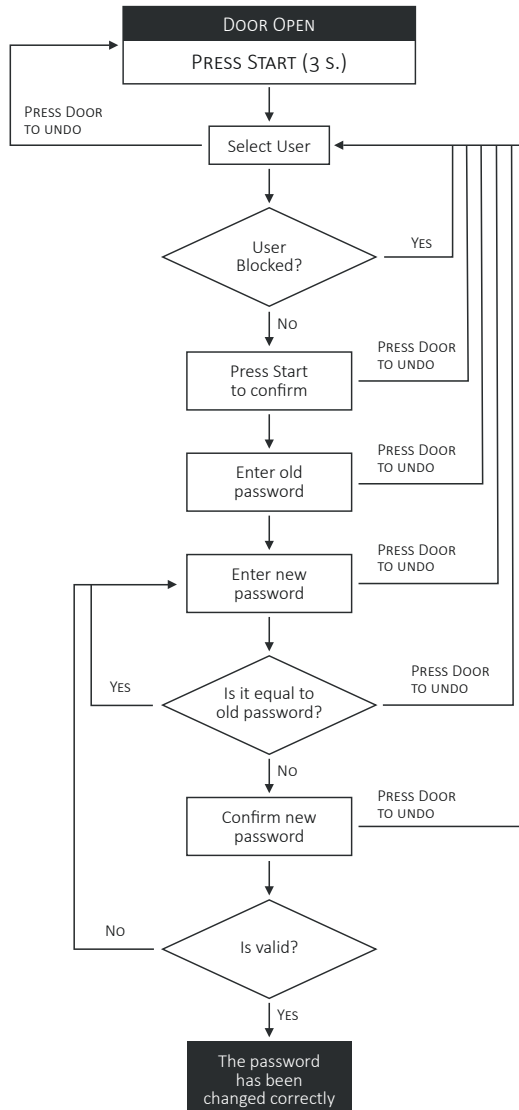 DOOR OPEN
PRESS START (3 S.)
PRESS DOOR
TO UNDO
Select User
User
Blocked?
YES
NO
Press Start
to confirm
PRESS DOOR
TO UNDO
Enter old
password
PRESS DOOR
TO UNDO
Enter new
password
PRESS DOOR
TO UNDO
Is it equal to
old password?
YES
PRESS DOOR
TO UNDO
NO
Confirm new
password
PRESS DOOR
TO UNDO
Is valid?
NO
YES
The password
has been
changed correctly